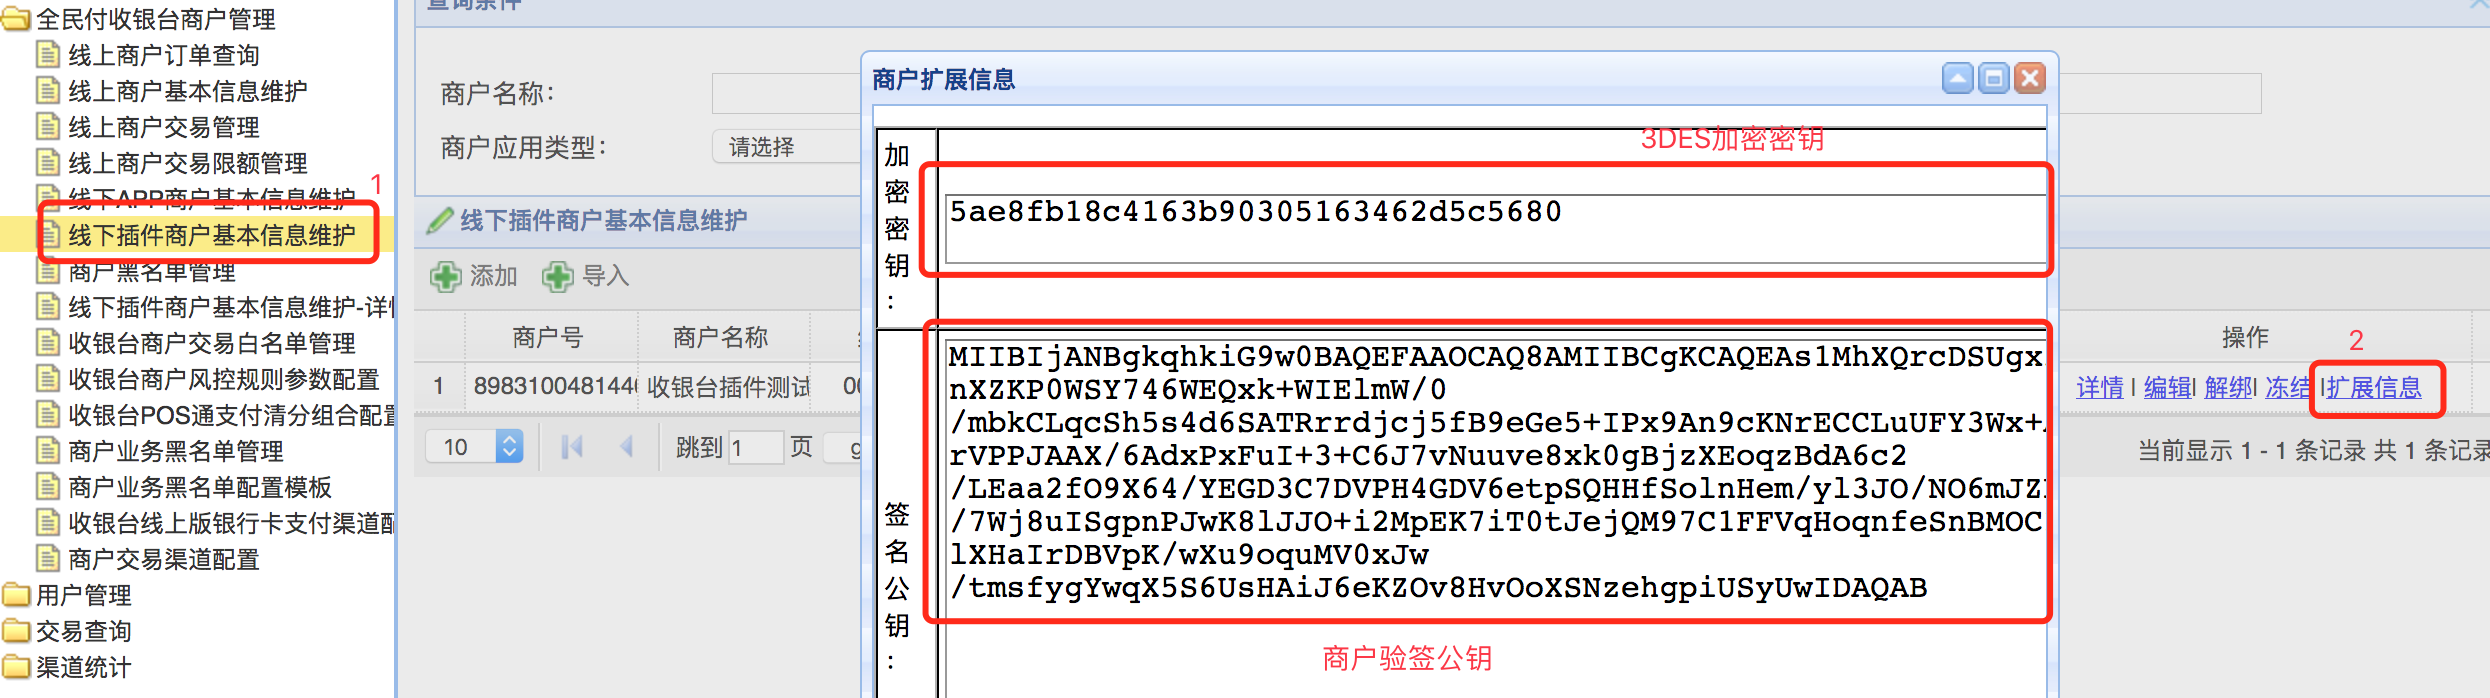 全民付收银台商户管理
线上商户订单查询
线上商户基本信息维护
线上商户交易管理
线上商户交易限额管理
线下APP商户基本信息维护
1
线下插件商户基本信息维护
商户黑名单管理
线下插件商户基本信息维护-详
收银台商户交易白名单管理
收银台商户风控规则参数配置
收银台POS通支付清分组合配置
商户业务黑名单管理
商户业务黑名单配置模板
收银台线上版银行卡支付渠道配
商户交易渠道配置
用户管理
交易查询
渠道统计
查询条件
商户名称：
商户应用类型：
请选择
线下插件商户基本信息维护
添加
导入
商户号
商户名称
操作
2
1
898310048144
收银台插件测试
00
详情 | 编辑| 解绑| 冻结 |扩展信息
10
跳到
1
页
当前显示 1 - 1 条记录 共 1 条记录
商户扩展信息
3DES加密密钥
加密密钥：
5ae8fb18c4163b90305163462d5c5680
签名公钥：
MIIBIjANBgkqhkiG9w0BAQEFAAOCAQ8AMIIBCgKCAQEAs1MhXQrcDSUgx
nXZKP0WSY746WEQxk+WIElmW/0
/mbkCLqcSh5s4d6SATRrrdjcj5fB9eGe5+IPx9An9cKNrECCLuUFY3Wx+
rVPPJAAX/6AdxPxFuI+3+C6J7vNuuve8xk0gBjzXEoqzBdA6c2
/LEaa2fO9X64/YEGD3C7DVPH4GDV6etpSQHHfSolnHem/yl3JO/NO6mJZ
/7Wj8uISgpnPJwK8lJJO+i2MpEK7iT0tJejQM97C1FFVqHoqnfeSnBMOC
lXHaIrDBVpK/wXu9oquMV0xJw
/tmsfygYwqX5S6UsHAiJ6eKZOv8HvOoXSNzehgpiUSyUwIDAQAB
商户验签公钥